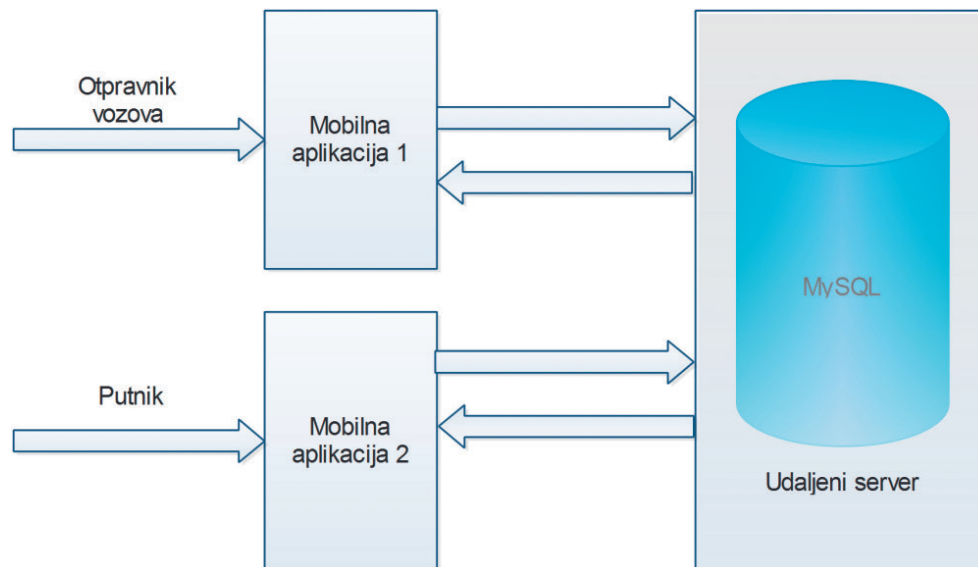 Otpravnik
vozova
Mobilna
aplikacija 1
MySQL
Putnik
Mobilna
aplikacija 2
Udaljeni server